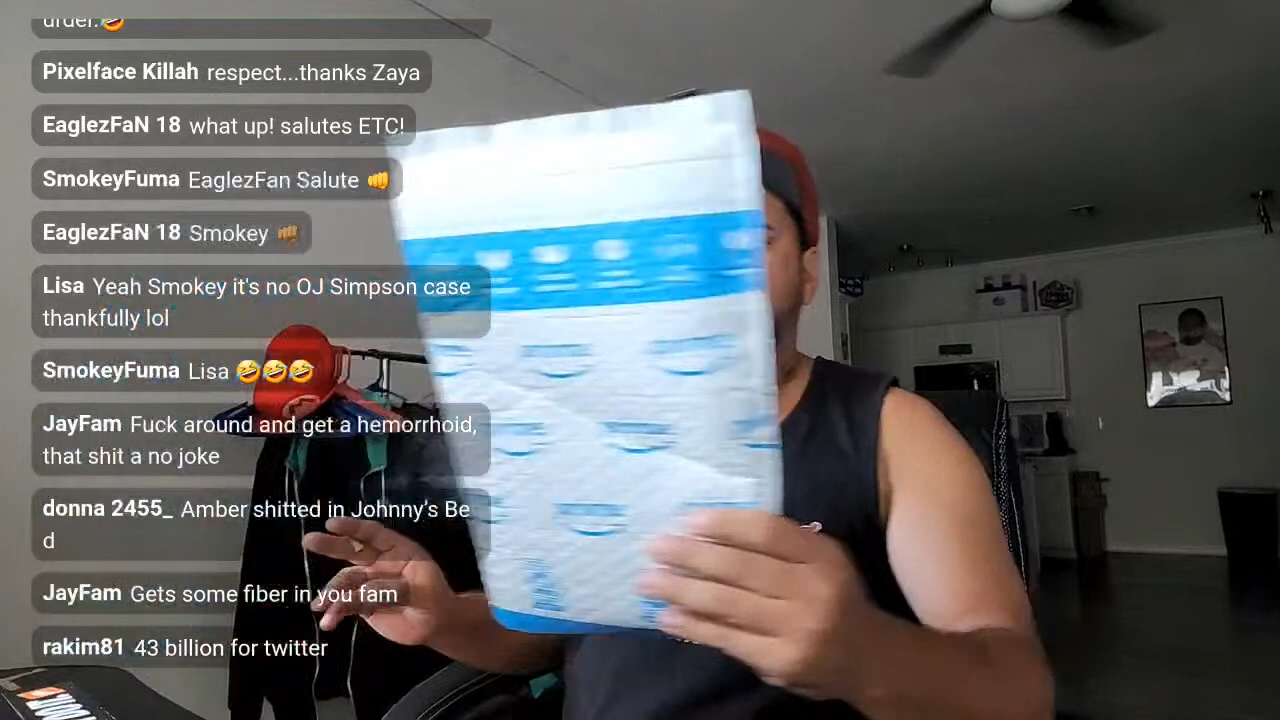 urder.🤣
Pixelface Killah respect...thanks Zaya
EaglezFaN 18 what up! salutes ETC!
SmokeyFuma EaglezFan Salute 👊
EaglezFaN 18 Smokey 👊🏾
Lisa Yeah Smokey it's no OJ Simpson case
thankfully lol
SmokeyFuma Lisa 🤣🤣🤣
JayFam Fuck around and get a hemorrhoid,
that shit a no joke
donna 2455_ Amber shitted in Johnny's Be
d
JayFam Gets some fiber in you fam
rakim81 43 billion for twitter